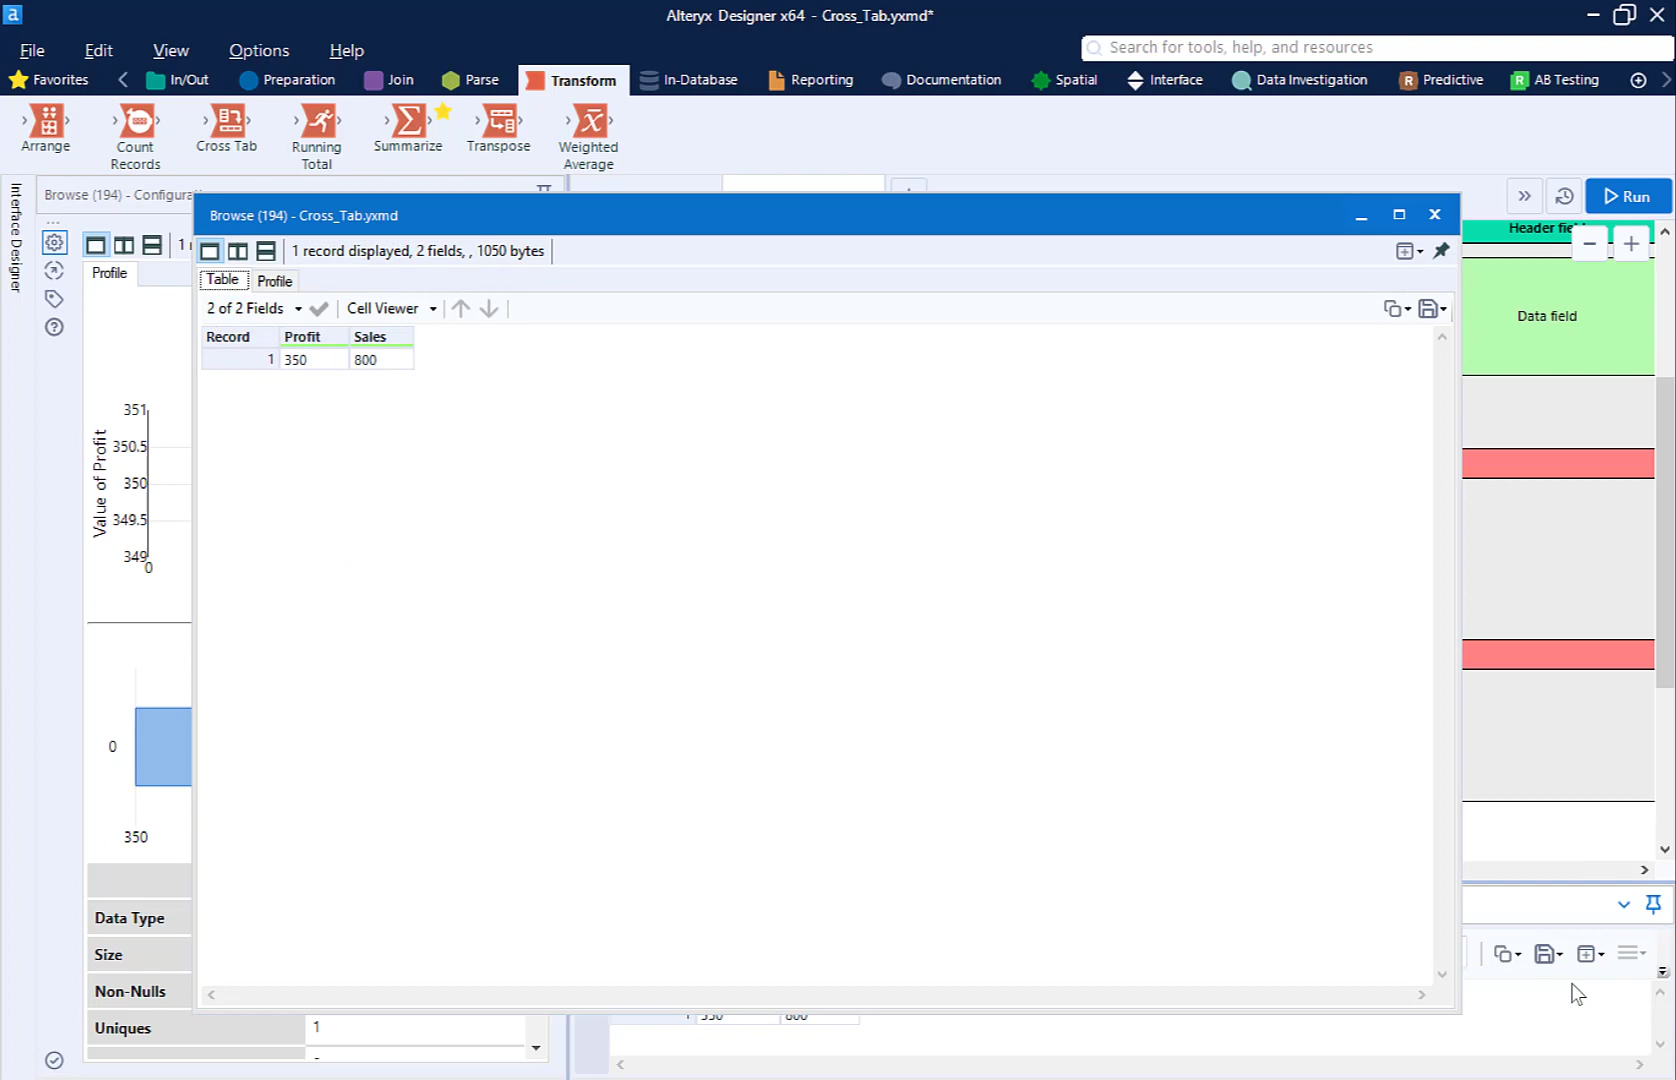 a
Alteryx Designer x64 - Cross_Tab.yxmd*
File Edit View Options Help
Search for tools, help, and resources
Favorites In/Out Preparation Join Parse Transform In-Database Reporting Documentation Spatial Interface Data Investigation Predictive AB Testing
Arrange
Count Records
Cross Tab
Running Total
Summarize
Transpose
Weighted Average
Interface Designer
Browse (194) - Configura
Run
Browse (194) - Cross_Tab.yxmd
Header fie
1 record displayed, 2 fields, , 1050 bytes
Profile
Table Profile
2 of 2 Fields Cell Viewer
Data field
Record Profit Sales
1 350 800
Value of Profit
351
350.5
350
349.5
349
0
0
350
Data Type
Size
Non-Nulls
Uniques 1
1 350 800